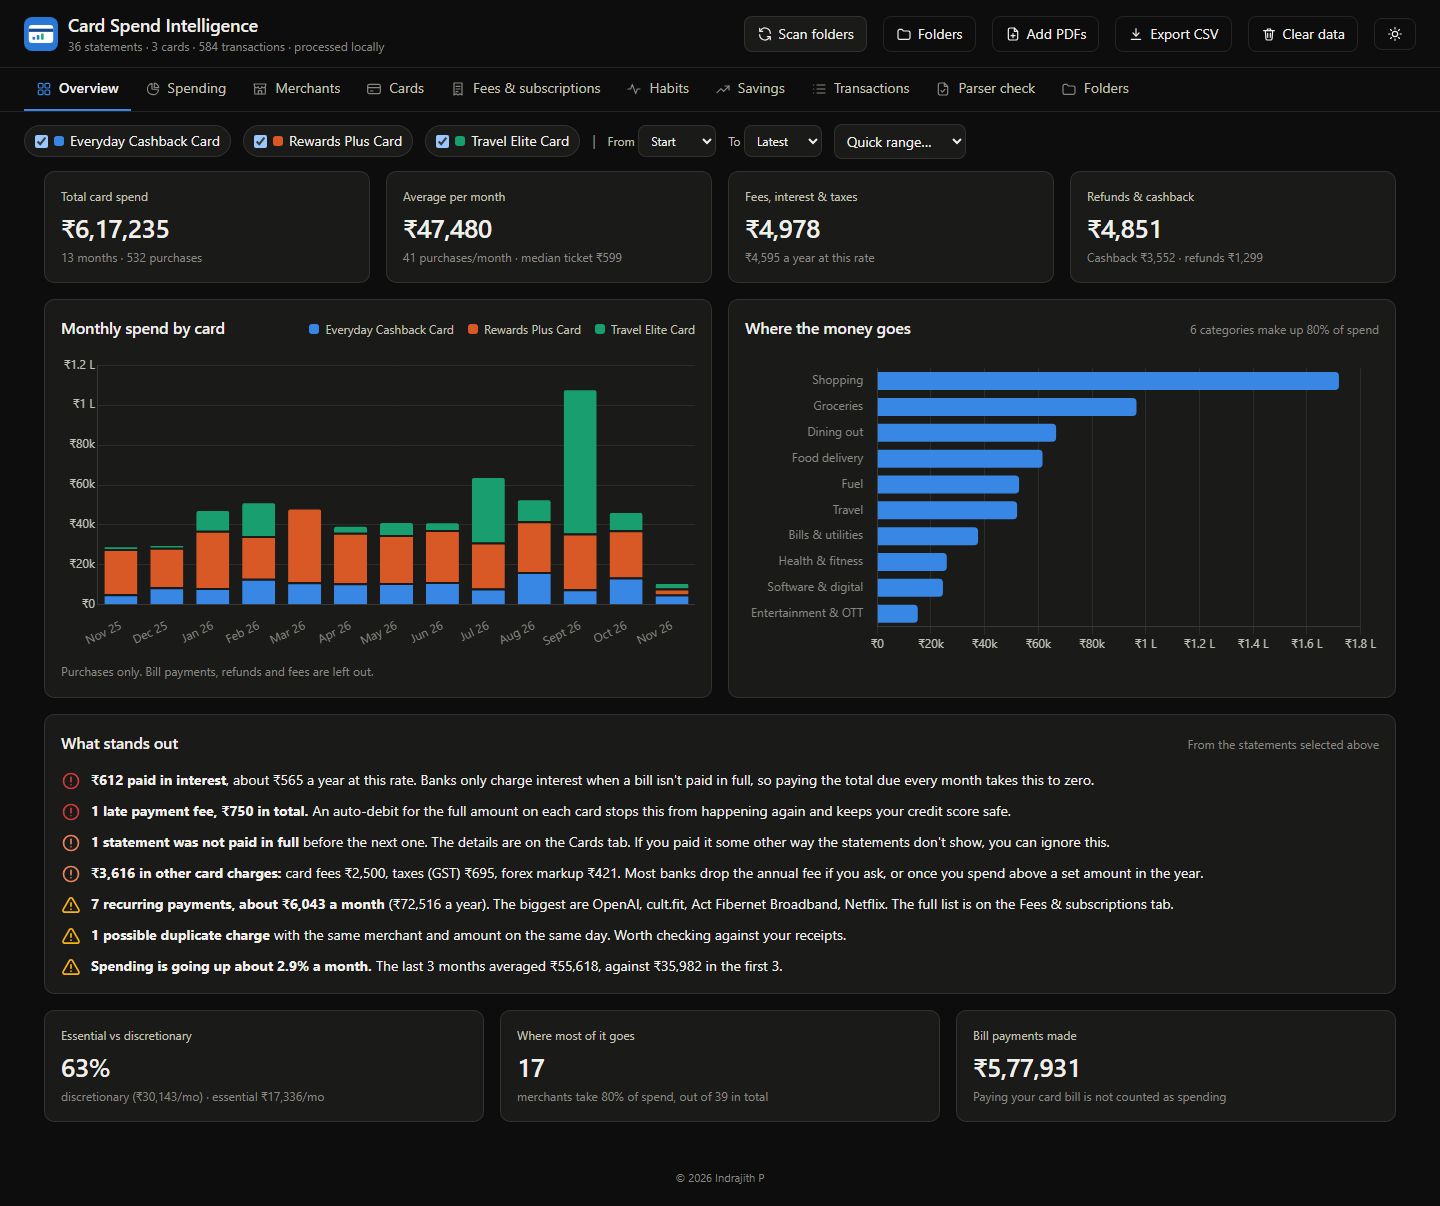 Card Spend Intelligence
36 statements · 3 cards · 584 transactions · processed locally
Scan folders
Folders
Add PDFs
Export CSV
Clear data
Overview
Spending
Merchants
Cards
Fees & subscriptions
Habits
Savings
Transactions
Parser check
Folders
Everyday Cashback Card
Rewards Plus Card
Travel Elite Card
From
Start
To
Latest
Quick range...
Total card spend
₹6,17,235
13 months · 532 purchases
Average per month
₹47,480
41 purchases/month · median ticket ₹599
Fees, interest & taxes
₹4,978
₹4,595 a year at this rate
Refunds & cashback
₹4,851
Cashback ₹3,552 · refunds ₹1,299
Monthly spend by card
Everyday Cashback Card
Rewards Plus Card
Travel Elite Card
₹1.2 L
₹1 L
₹80k
₹60k
₹40k
₹20k
₹0
Nov 25
Dec 25
Jan 26
Feb 26
Mar 26
Apr 26
May 26
Jun 26
Jul 26
Aug 26
Sept 26
Oct 26
Nov 26
Purchases only. Bill payments, refunds and fees are left out.
Where the money goes
6 categories make up 80% of spend
Shopping
Groceries
Dining out
Food delivery
Fuel
Travel
Bills & utilities
Health & fitness
Software & digital
Entertainment & OTT
₹0
₹20k
₹40k
₹60k
₹80k
₹1 L
₹1.2 L
₹1.4 L
₹1.6 L
₹1.8 L
What stands out
From the statements selected above
₹612 paid in interest, about ₹565 a year at this rate. Banks only charge interest when a bill isn't paid in full, so paying the total due every month takes this to zero.
1 late payment fee, ₹750 in total. An auto-debit for the full amount on each card stops this from happening again and keeps your credit score safe.
1 statement was not paid in full before the next one. The details are on the Cards tab. If you paid it some other way the statements don't show, you can ignore this.
₹3,616 in other card charges: card fees ₹2,500, taxes (GST) ₹695, forex markup ₹421. Most banks drop the annual fee if you ask, or once you spend above a set amount in the year.
7 recurring payments, about ₹6,043 a month (₹72,516 a year). The biggest are OpenAI, cult.fit, Act Fibernet Broadband, Netflix. The full list is on the Fees & subscriptions tab.
1 possible duplicate charge with the same merchant and amount on the same day. Worth checking against your receipts.
Spending is going up about 2.9% a month. The last 3 months averaged ₹55,618, against ₹35,982 in the first 3.
Essential vs discretionary
63%
discretionary (₹30,143/mo) · essential ₹17,336/mo
Where most of it goes
17
merchants take 80% of spend, out of 39 in total
Bill payments made
₹5,77,931
Paying your card bill is not counted as spending
© 2026 Indrajith P